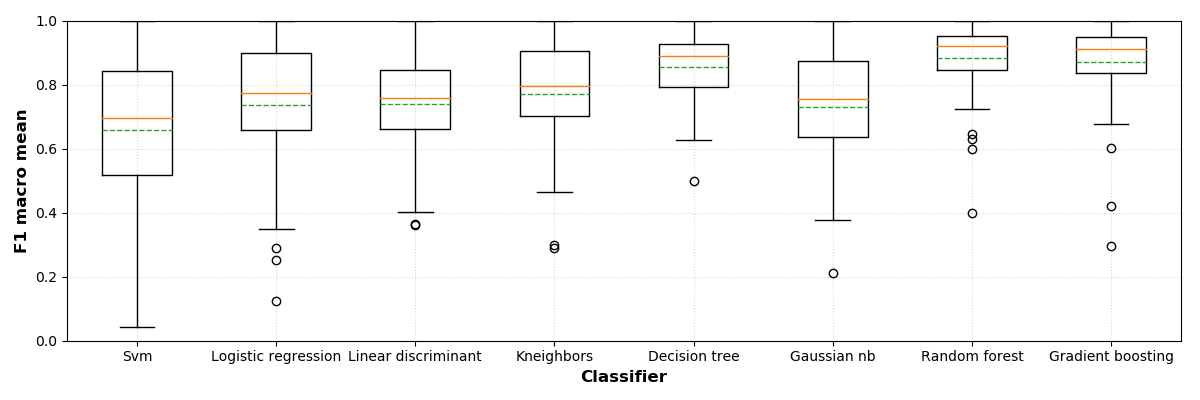 1.0
0.8
0.6
0.4
0.2
0.0
F1 macro mean
Svm Logistic regression Linear discriminant Kneighbors Decision tree Gaussian nb Random forest Gradient boosting
Classifier